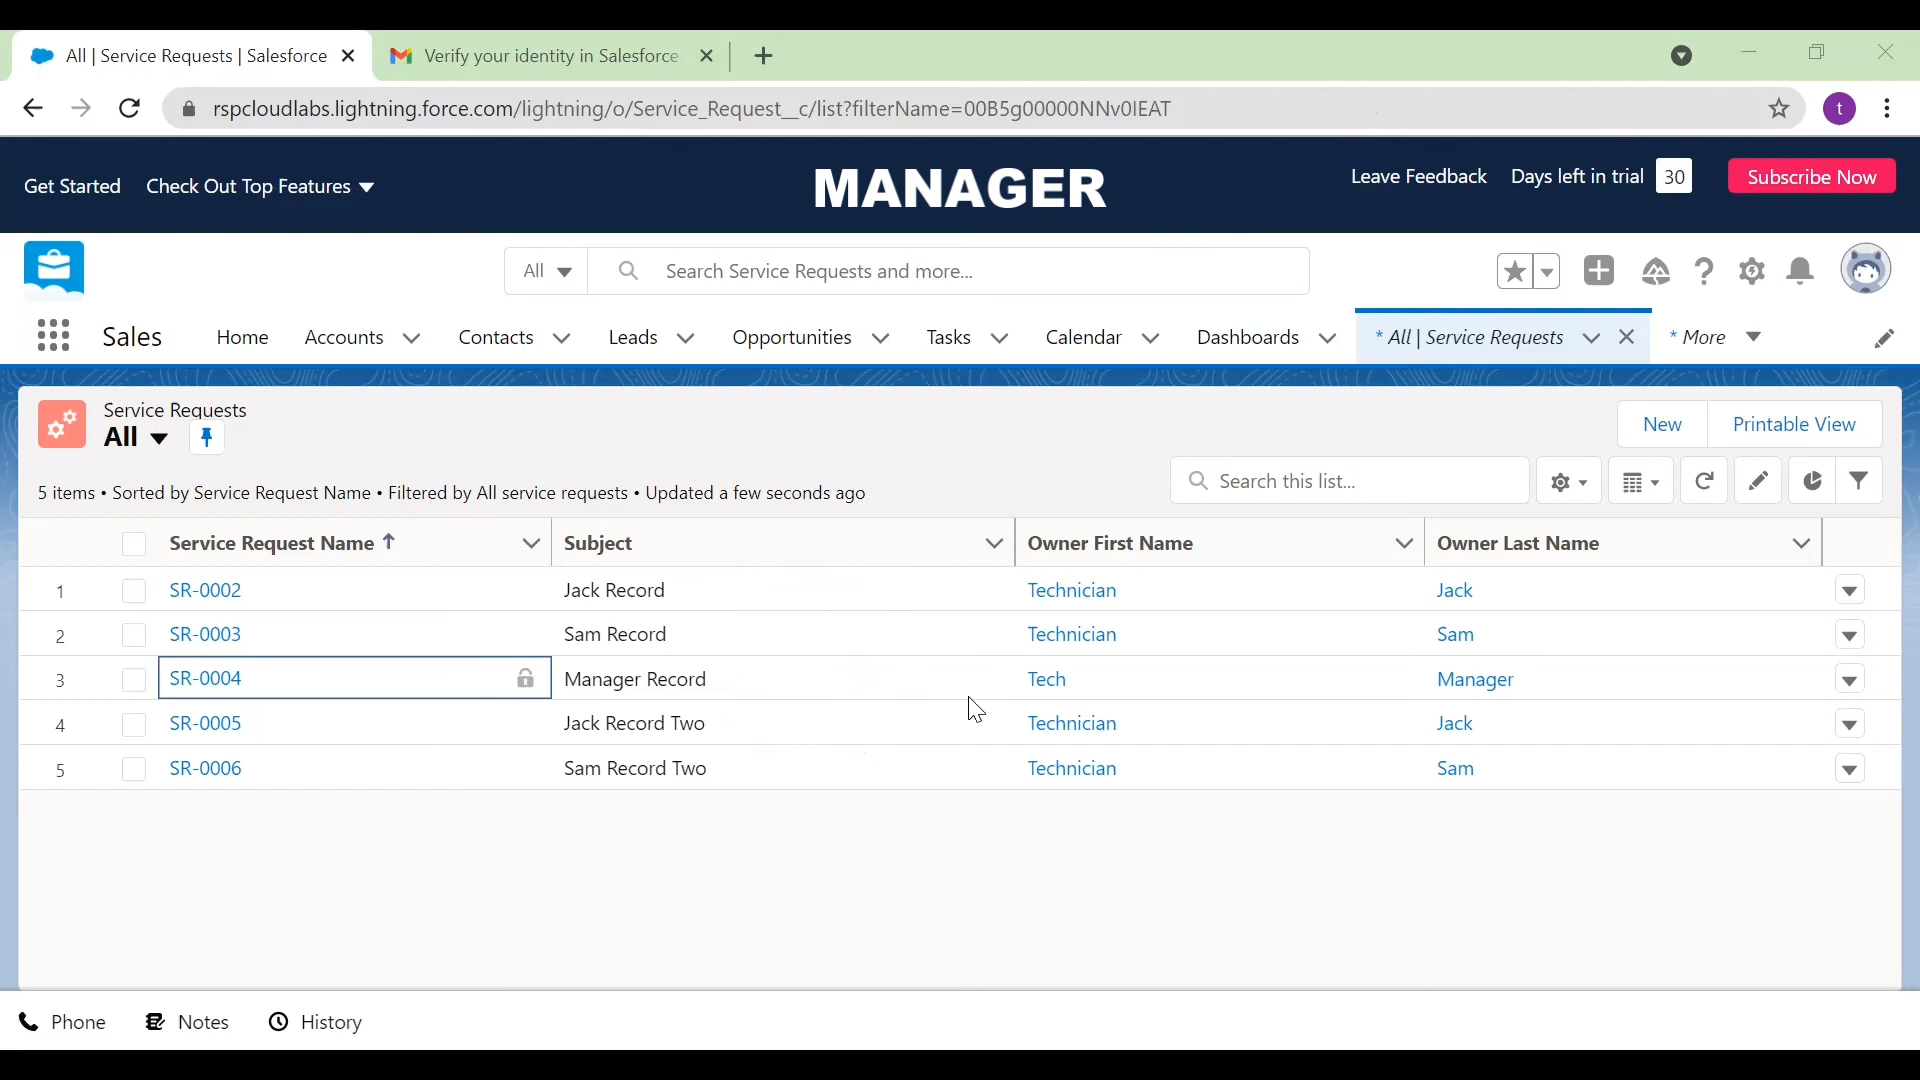 All | Service Requests | Salesforce
Verify your identity in Salesforce
rspcloudlabs.lightning.force.com/lightning/o/Service_Request__c/list?filterName=00B5g00000NNv0IEAT
t
Get Started
Check Out Top Features
MANAGER
Leave Feedback
Days left in trial
30
Subscribe Now
All
Search Service Requests and more...
Sales
Home
Accounts
Contacts
Leads
Opportunities
Tasks
Calendar
Dashboards
* All | Service Requests
* More
Service Requests
All
New
Printable View
5 items • Sorted by Service Request Name • Filtered by All service requests • Updated a few seconds ago
Search this list...
Service Request Name ↑
Subject
Owner First Name
Owner Last Name
1 SR-0002 Jack Record Technician Jack
2 SR-0003 Sam Record Technician Sam
3 SR-0004 Manager Record Tech Manager
4 SR-0005 Jack Record Two Technician Jack
5 SR-0006 Sam Record Two Technician Sam
Phone
Notes
History